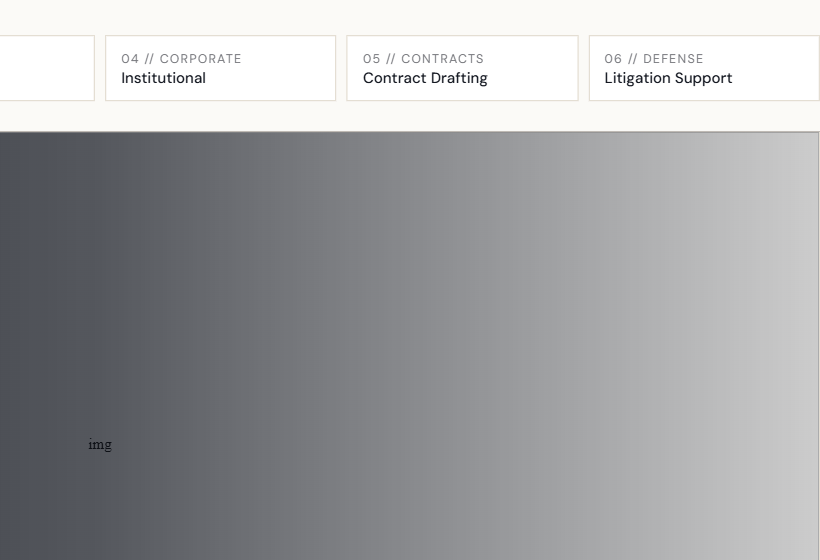 04 // CORPORATE
Institutional
05 // CONTRACTS
Contract Drafting
06 // DEFENSE
Litigation Support
img